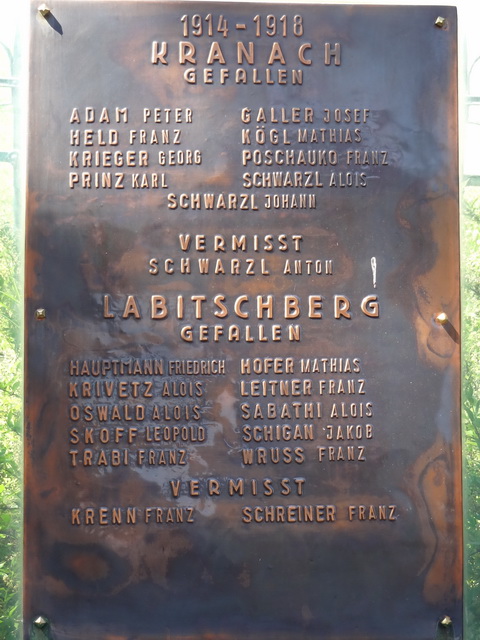 1914-1918
KRANACH
GEFALLEN
ADAM PETER GALLER JOSEF
HELD FRANZ KÖGL MATHIAS
KRIEGER GEORG POSCHAUKO FRANZ
PRINZ KARL SCHWARZL ALOIS
SCHWARZL JOHANN
VERMISST
SCHWARZL ANTON
LABITSCHBERG
GEFALLEN
HAUPTMANN FRIEDRICH HOFER MATHIAS
KRIVETZ ALOIS LEITNER FRANZ
OSWALD ALOIS SABATHI ALOIS
SKOFF LEOPOLD SCHIGAN JAKOB
TRABI FRANZ WRUSS FRANZ
VERMISST
KRENN FRANZ SCHREINER FRANZ